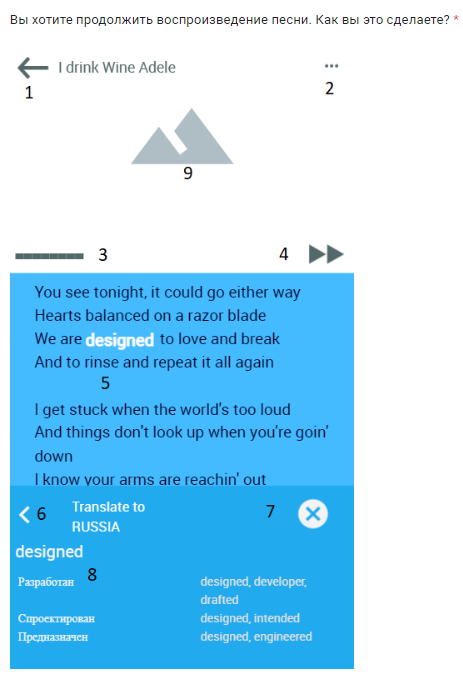 Вы хотите продолжить воспроизведение песни. Как вы это сделаете? *
I drink Wine Adele ...
1 2
9
3 4
You see tonight, it could go either way
Hearts balanced on a razor blade
We are designed to love and break
And to rinse and repeat it all again
5
I get stuck when the world's too loud
And things don't look up when you're goin'
down
I know your arms are reachin' out
6 Translate to 7
RUSSIA
designed
8
Разработан designed, developer,
drafted
Спроектирован designed, intended
Предназначен designed, engineered